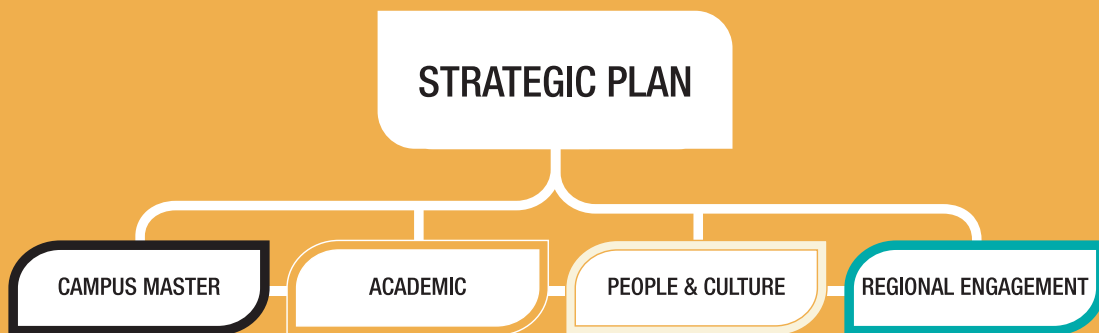 STRATEGIC PLAN
CAMPUS MASTER
ACADEMIC
PEOPLE & CULTURE
REGIONAL ENGAGEMENT